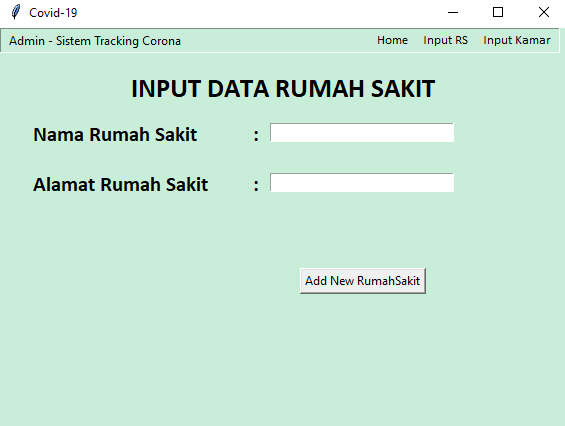 Covid-19
Admin - Sistem Tracking Corona Home Input RS Input Kamar
INPUT DATA RUMAH SAKIT
Nama Rumah Sakit :
Alamat Rumah Sakit :
Add New RumahSakit